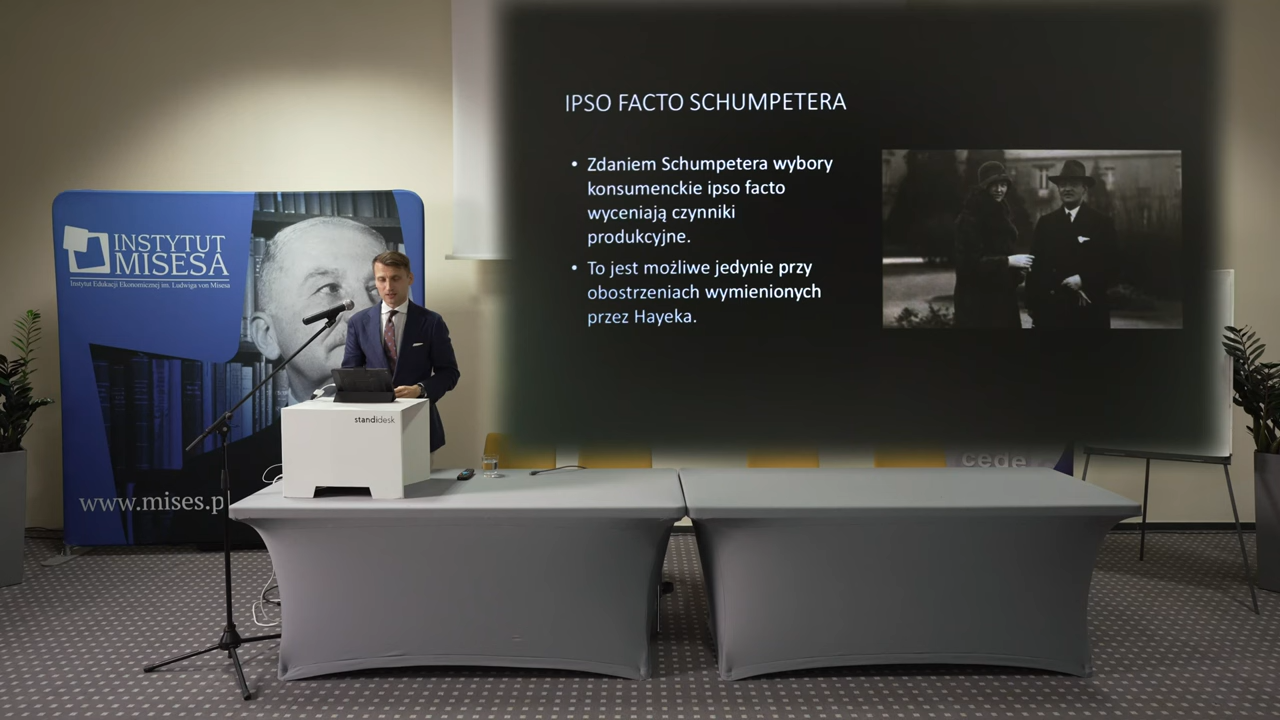 IPSO FACTO SCHUMPETERA
• Zdaniem Schumpetera wybory
konsumenckie ipso facto
wyceniają czynniki
produkcyjne.
• To jest możliwe jedynie przy
obostrzeniach wymienionych
przez Hayeka.
INSTYTUT
MISESA
Instytut Edukacji Ekonomicznej im. Ludwiga von Misesa
www.mises.pl
standidesk
cede